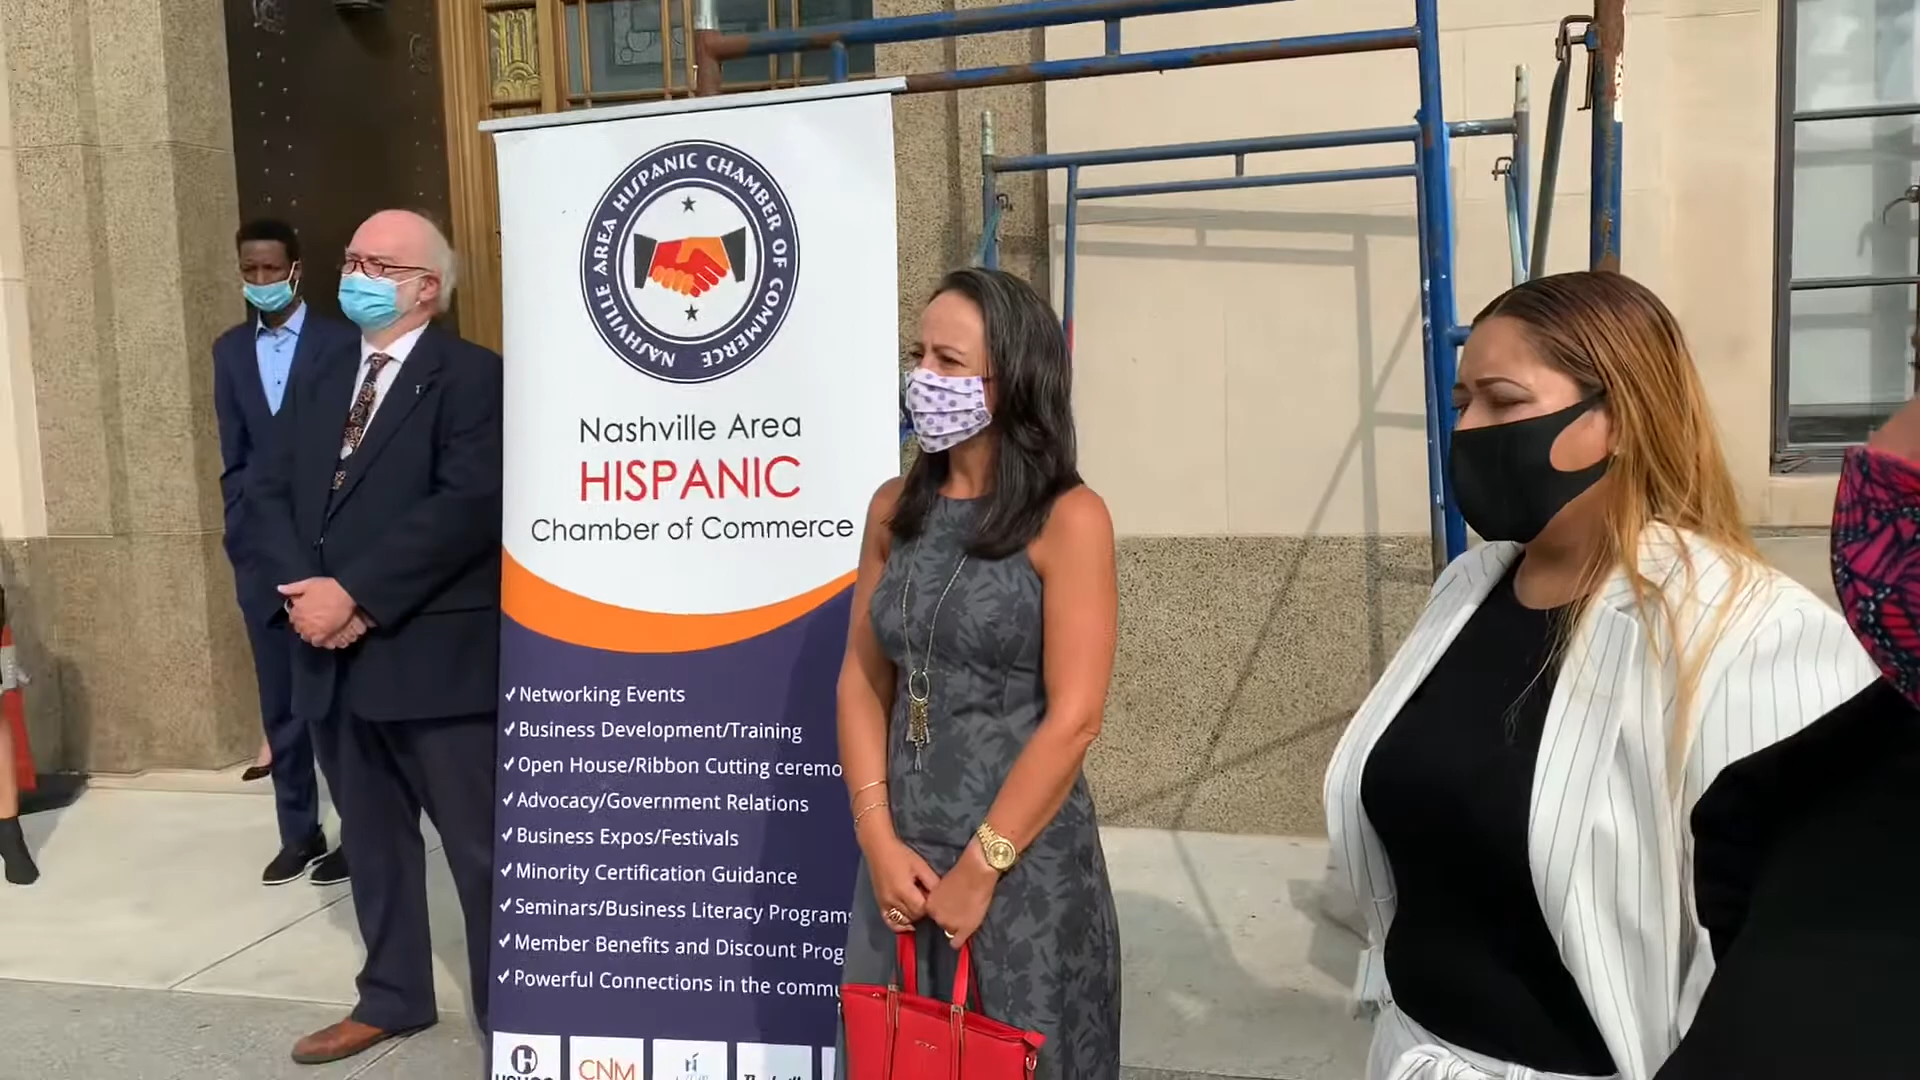 NASHVILLE AREA HISPANIC CHAMBER OF COMMERCE
Nashville Area
HISPANIC
Chamber of Commerce
✓ Networking Events
✓ Business Development/Training
✓ Open House/Ribbon Cutting ceremo
✓ Advocacy/Government Relations
✓ Business Expos/Festivals
✓ Minority Certification Guidance
✓ Seminars/Business Literacy Programs
✓ Member Benefits and Discount Prog
✓ Powerful Connections in the commu
CNM